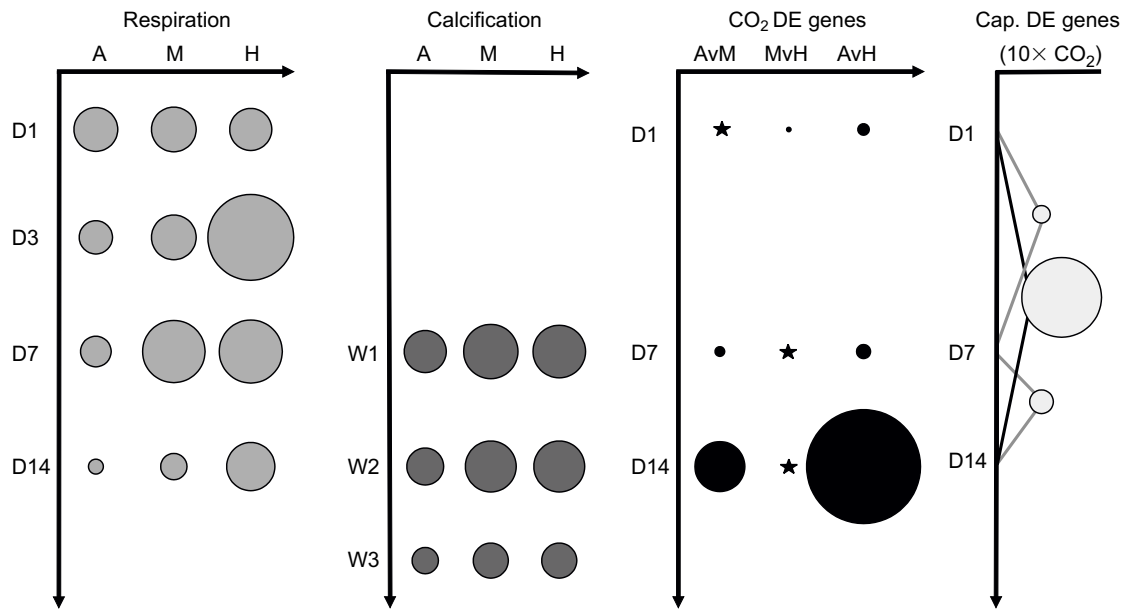 Respiration
A M H
D1
D3
D7
D14
Calcification
A M H
W1
W2
W3
CO2 DE genes
AvM MvH AvH
D1
D7
D14
Cap. DE genes
(10× CO2)
D1
D7
D14